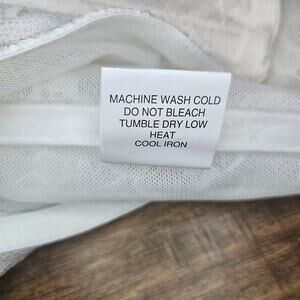 MACHINE WASH COLD
DO NOT BLEACH
TUMBLE DRY LOW
HEAT
COOL IRON